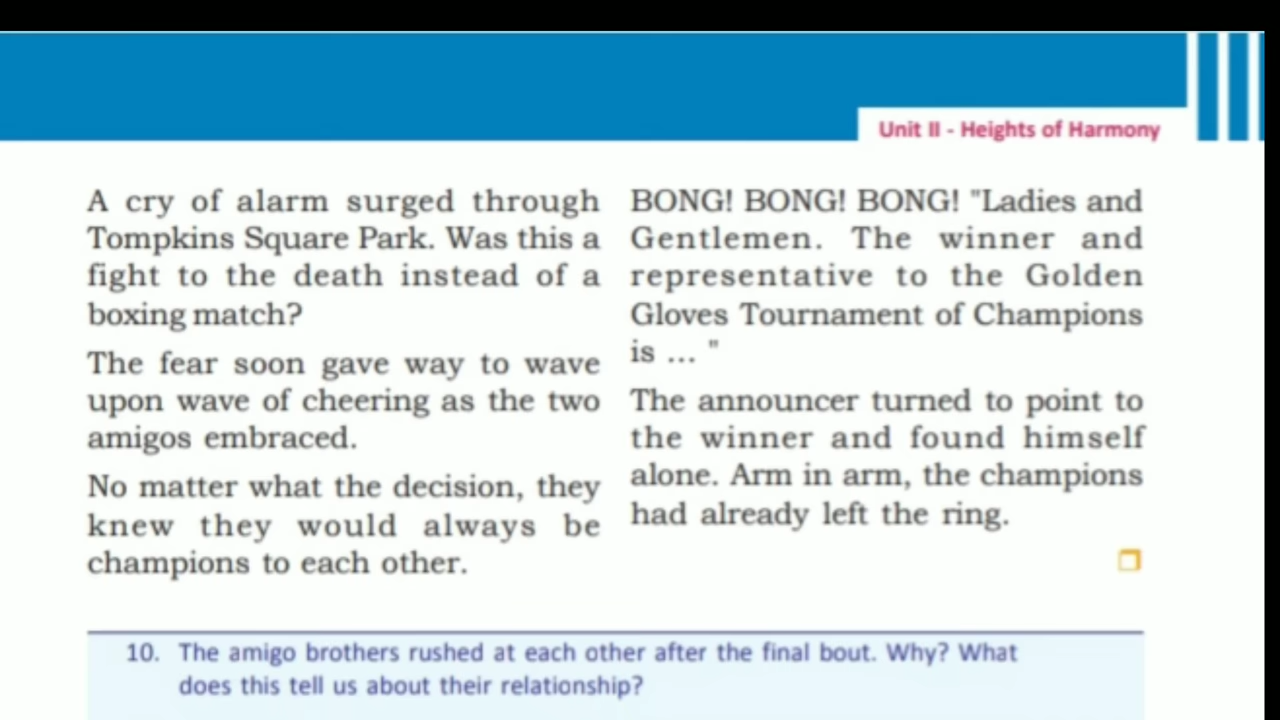 Unit II - Heights of Harmony
A cry of alarm surged through
Tompkins Square Park. Was this a
fight to the death instead of a
boxing match?
The fear soon gave way to wave
upon wave of cheering as the two
amigos embraced.
No matter what the decision, they
knew they would always be
champions to each other.
BONG! BONG! BONG! "Ladies and
Gentlemen. The winner and
representative to the Golden
Gloves Tournament of Champions
is ... "
The announcer turned to point to
the winner and found himself
alone. Arm in arm, the champions
had already left the ring.
10. The amigo brothers rushed at each other after the final bout. Why? What
does this tell us about their relationship?